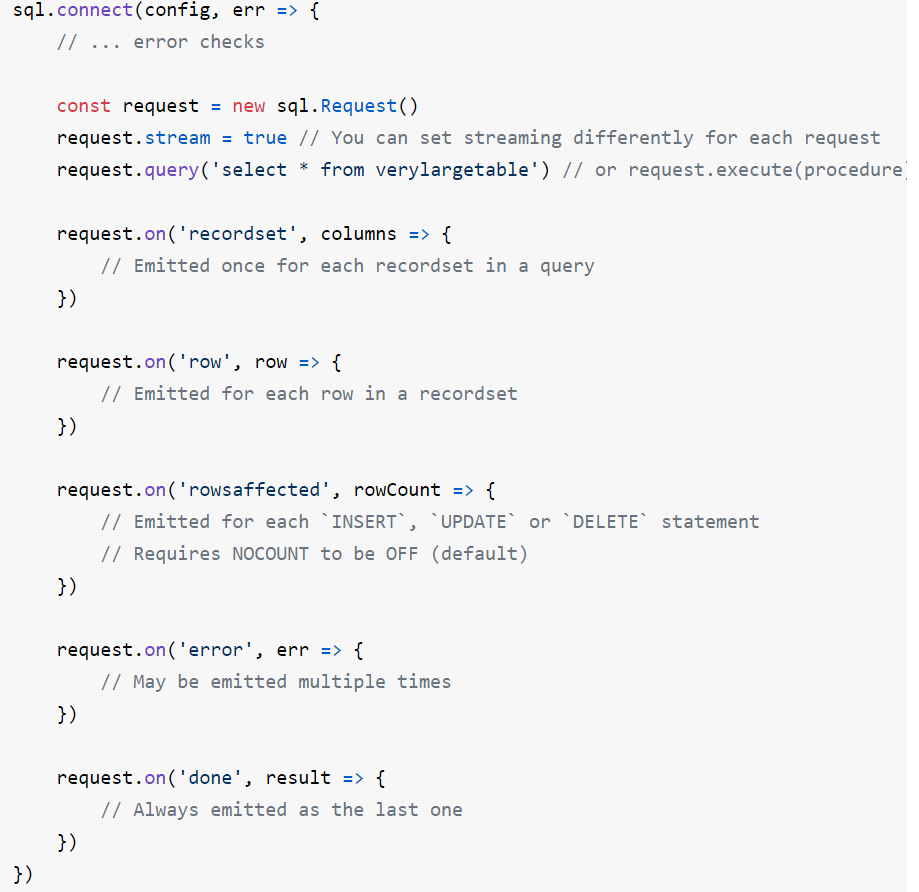 sql.connect(config, err => {
// ... error checks
const request = new sql.Request()
request.stream = true // You can set streaming differently for each request
request.query('select * from verylargetable') // or request.execute(procedure)
request.on('recordset', columns => {
// Emitted once for each recordset in a query
})
request.on('row', row => {
// Emitted for each row in a recordset
})
request.on('rowsaffected', rowCount => {
// Emitted for each `INSERT`, `UPDATE` or `DELETE` statement
// Requires NOCOUNT to be OFF (default)
})
request.on('error', err => {
// May be emitted multiple times
})
request.on('done', result => {
// Always emitted as the last one
})
})